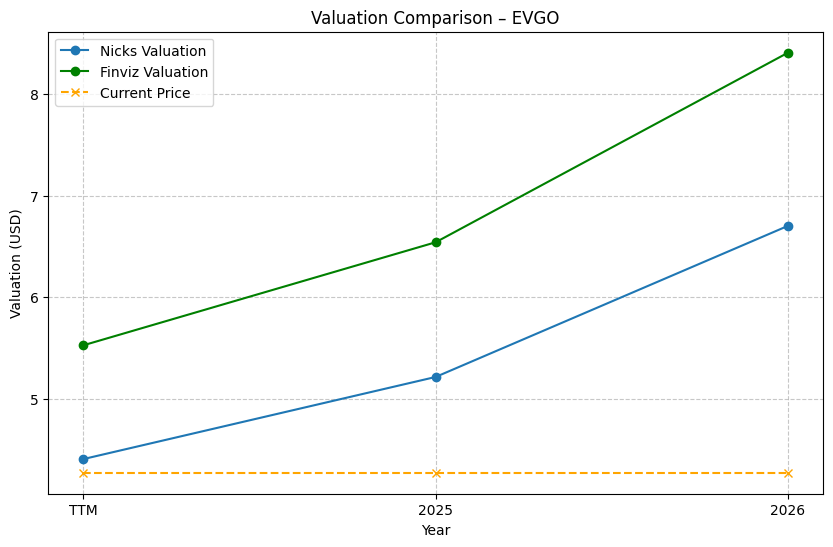 Valuation Comparison – EVGO
Nicks Valuation
Finviz Valuation
Current Price
Valuation (USD)
8
7
6
5
TTM
2025
2026
Year